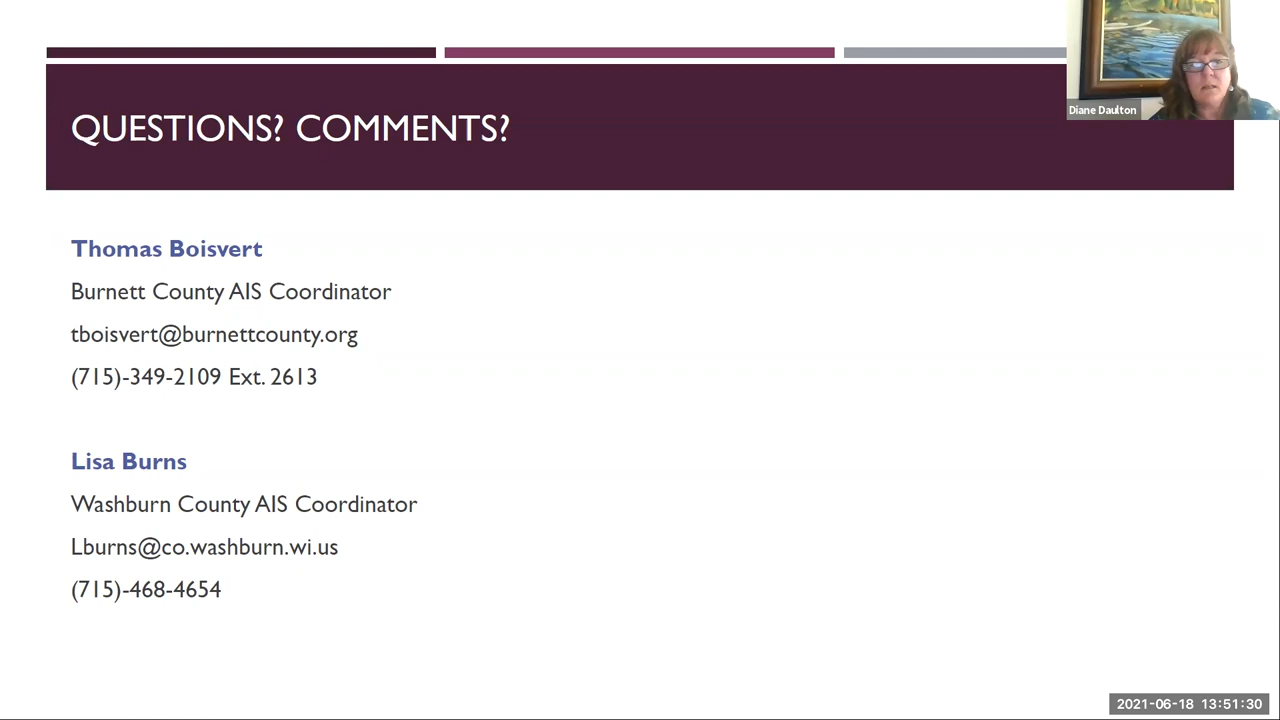 QUESTIONS? COMMENTS?
Diane Daulton
Thomas Boisvert
Burnett County AIS Coordinator
tboisvert@burnettcounty.org
(715)-349-2109 Ext. 2613
Lisa Burns
Washburn County AIS Coordinator
Lburns@co.washburn.wi.us
(715)-468-4654
2021-06-18 13:51:30